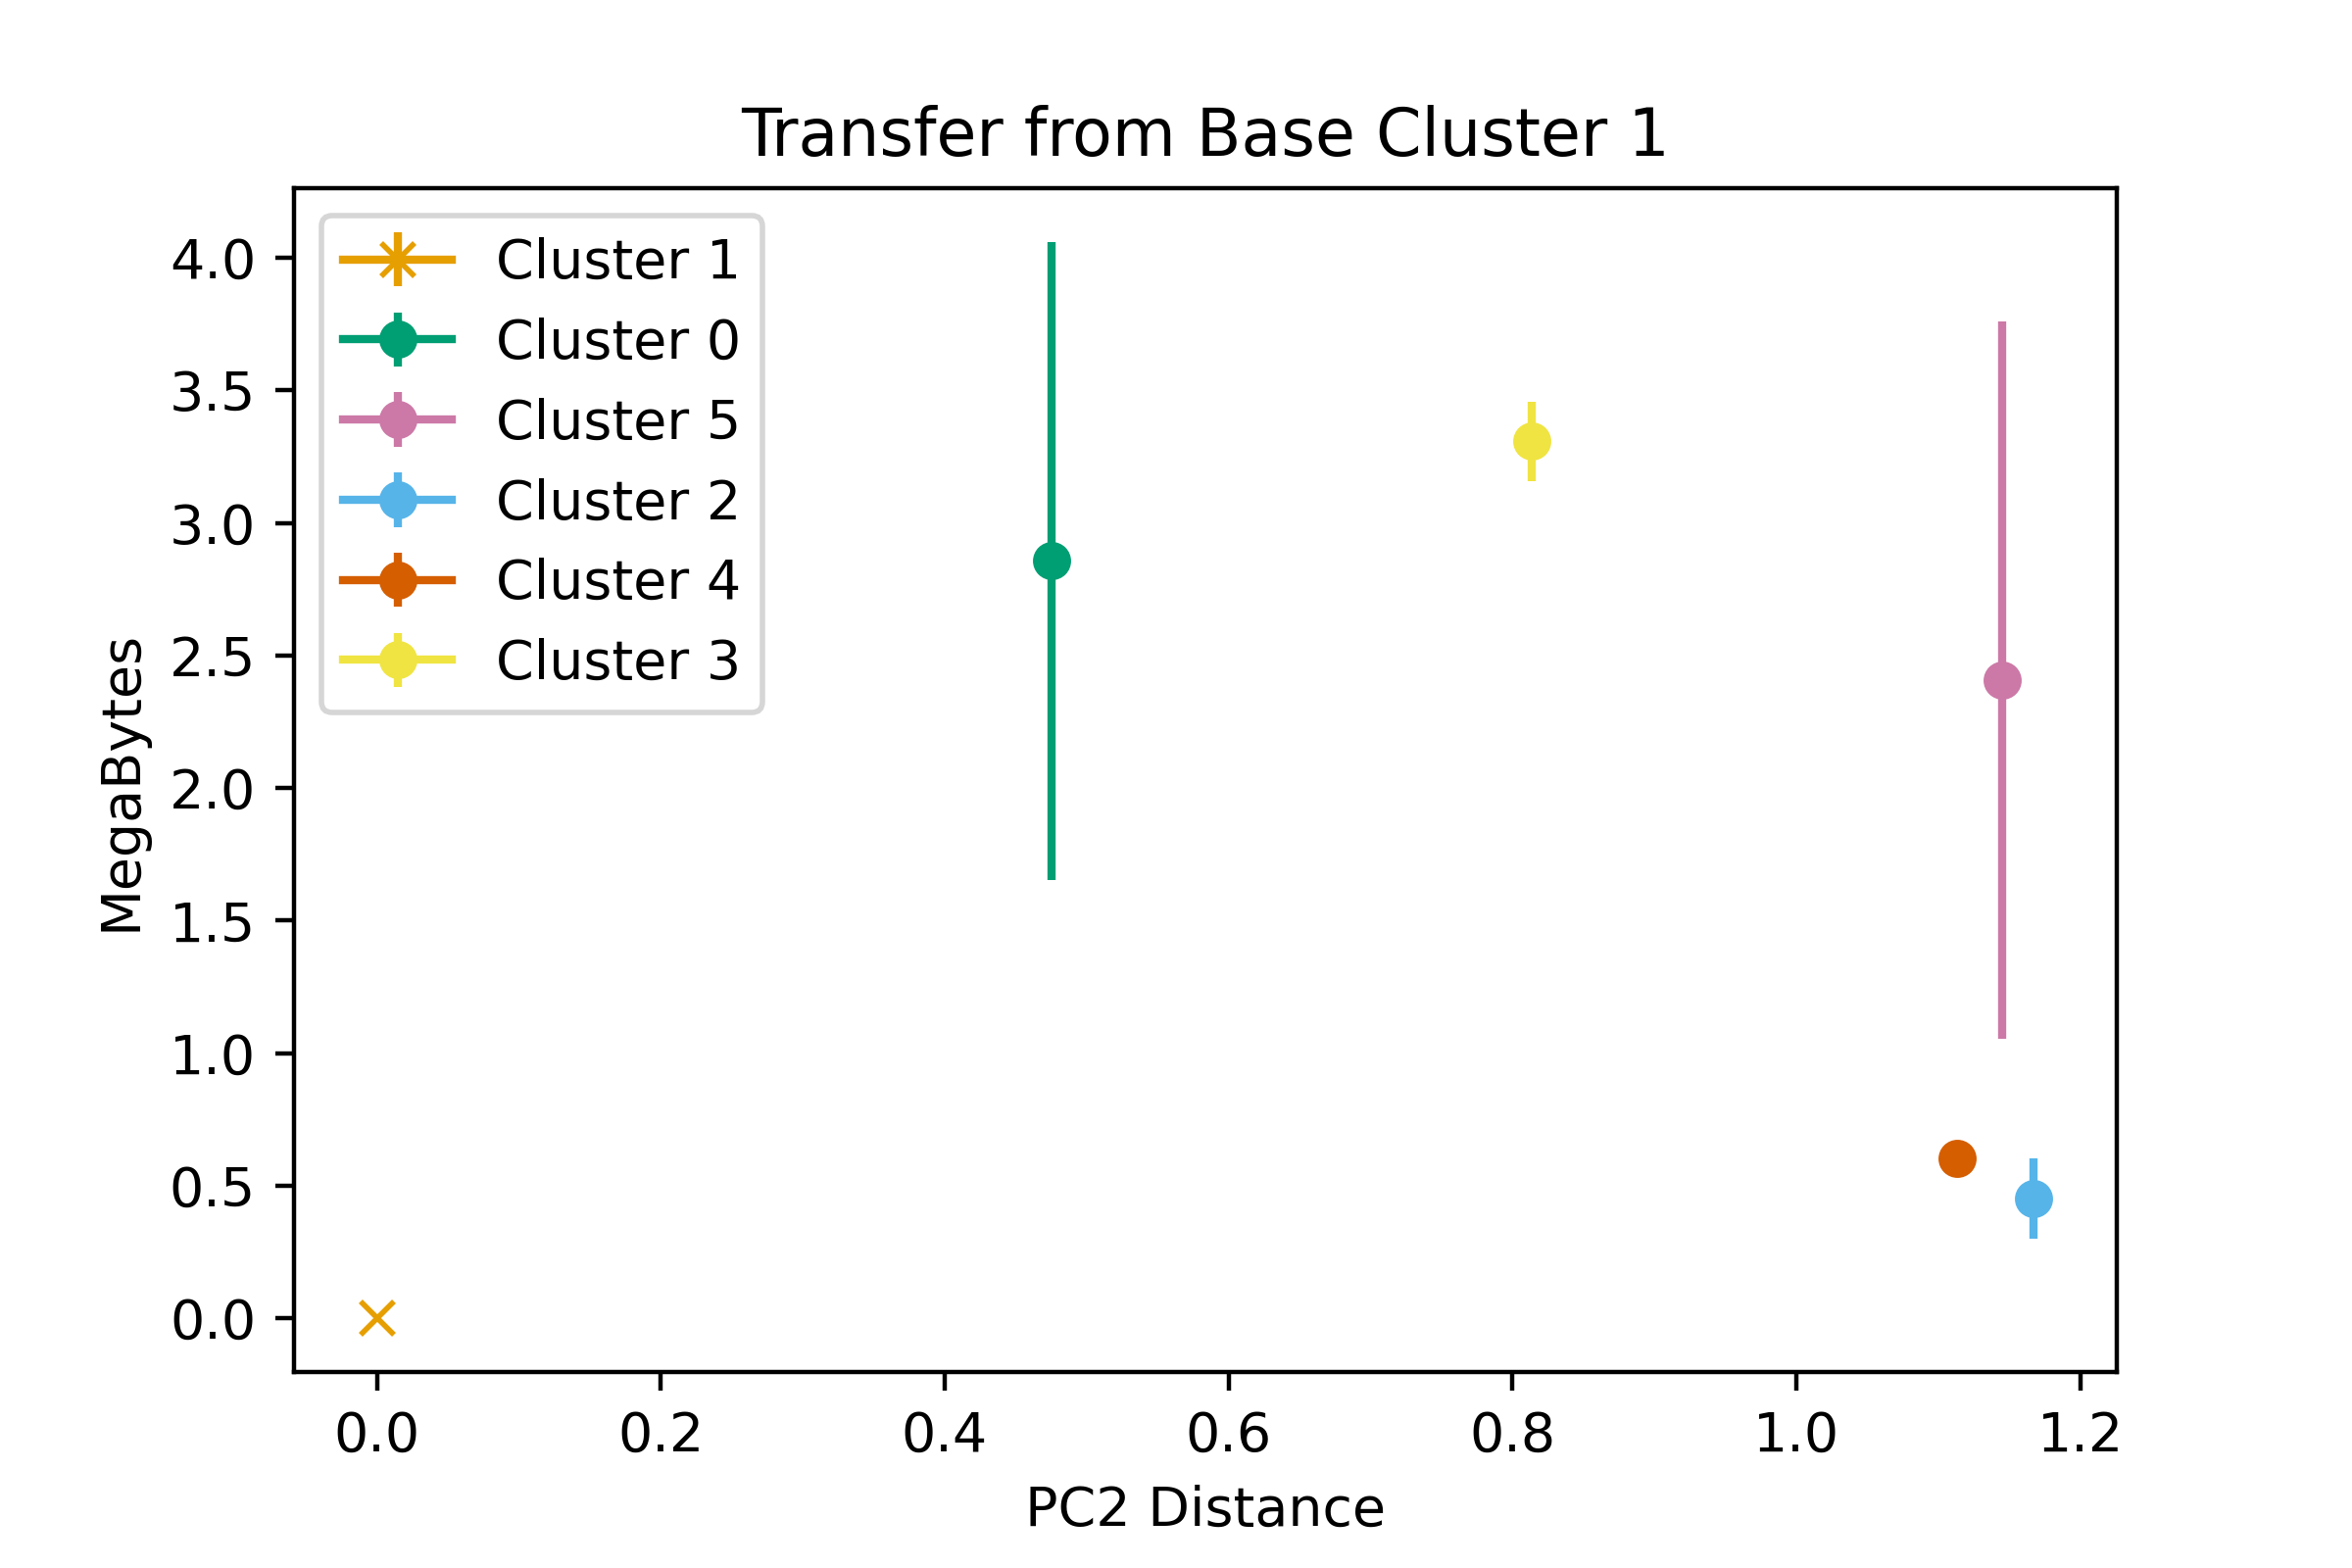 Transfer from Base Cluster 1
Cluster 1
Cluster 0
Cluster 5
Cluster 2
Cluster 4
Cluster 3
MegaBytes
4.0
3.5
3.0
2.5
2.0
1.5
1.0
0.5
0.0
0.0 0.2 0.4 0.6 0.8 1.0 1.2
PC2 Distance